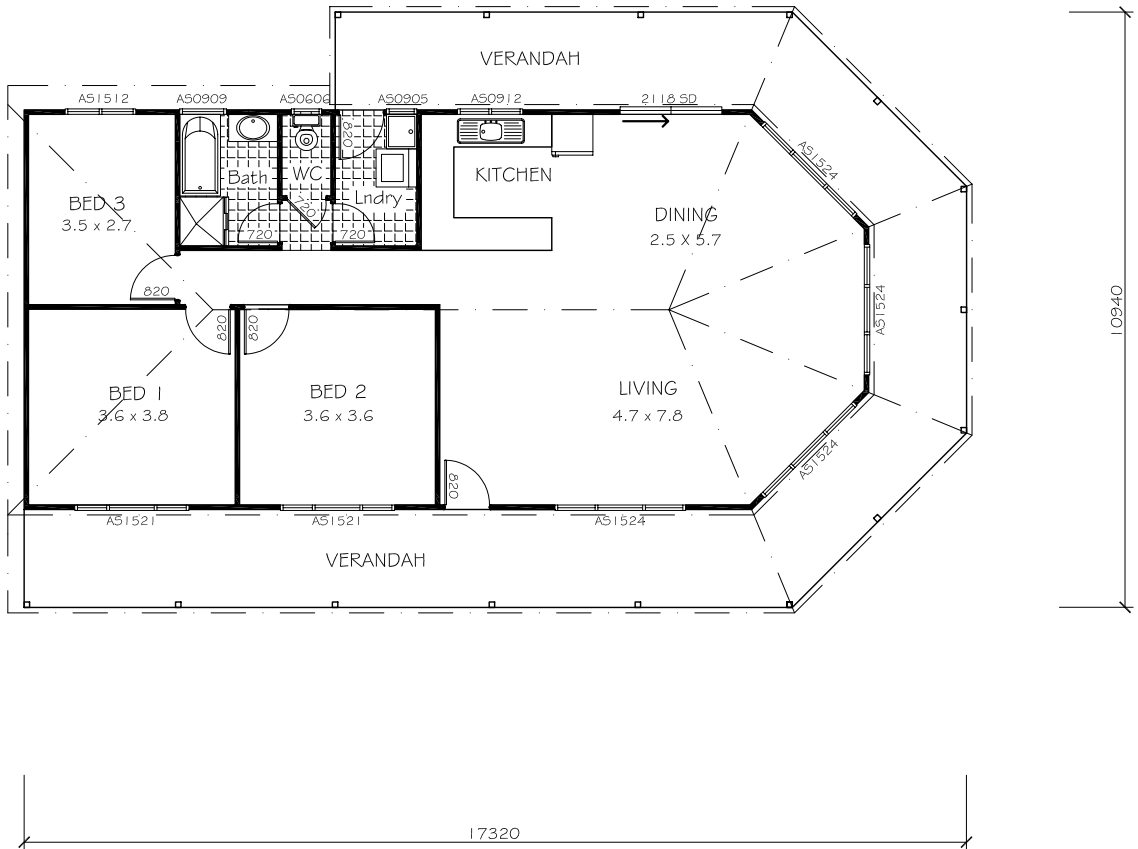 VERANDAH
AS1512
AS0909
AS0606
AS0905
AS0912
2118 SD
820
AS1524
BED 3
3.5 x 2.7
Bath
WC
Lndry
KITCHEN
DINING
2.5 X 5.7
720
720
720
820
820
820
AS1524
10940
BED 1
3.6 x 3.8
BED 2
3.6 x 3.6
LIVING
4.7 x 7.8
820
AS1524
AS1521
AS1521
AS1524
VERANDAH
17320